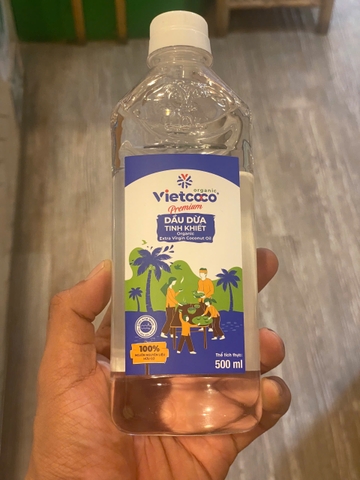 organic
Vietcoco
Premium
DẦU DỪA
TINH KHIẾT
Organic
Extra Virgin Coconut Oil
100%
Thể tích thực:
500 ml